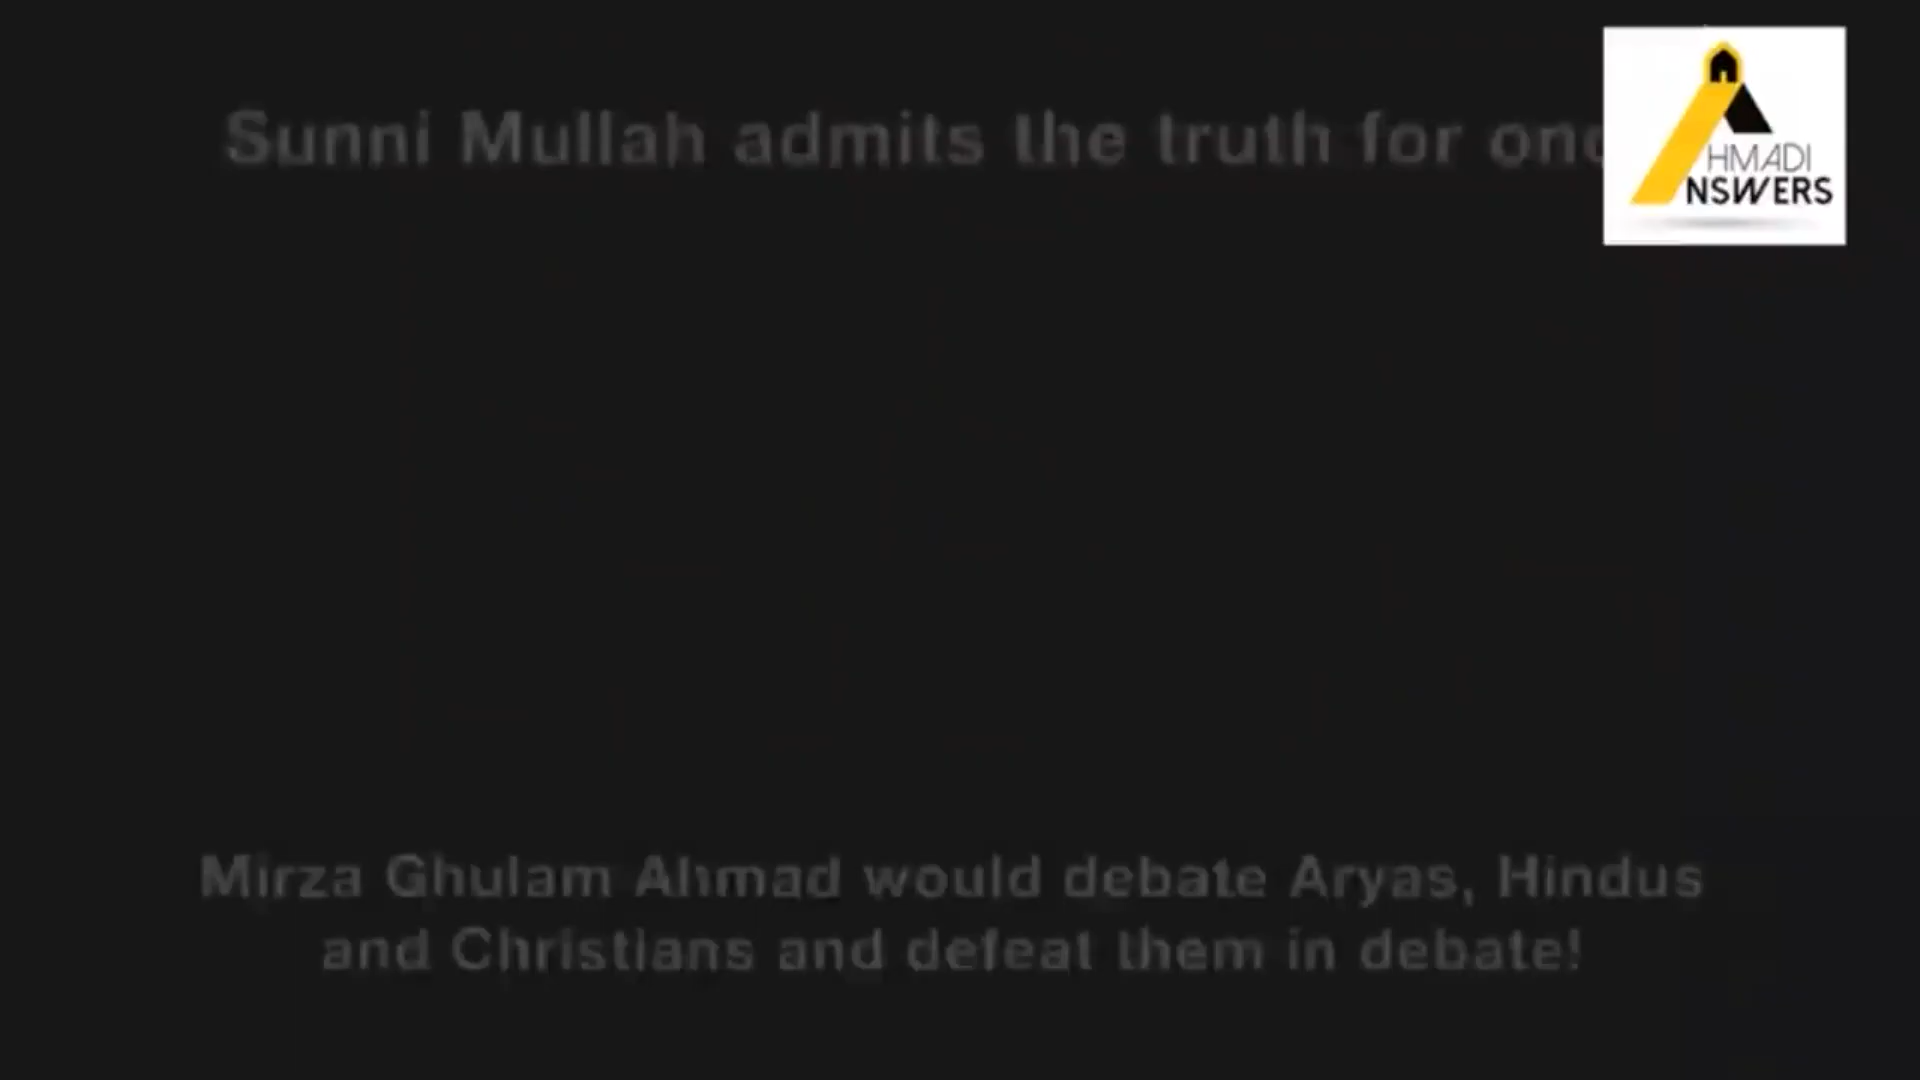 Sunni Mullah admits the truth for
HMADI
NSWERS
Mirza Ghulam Ahmad would debate Aryas, Hindus
and Christians and defeat them in debate!